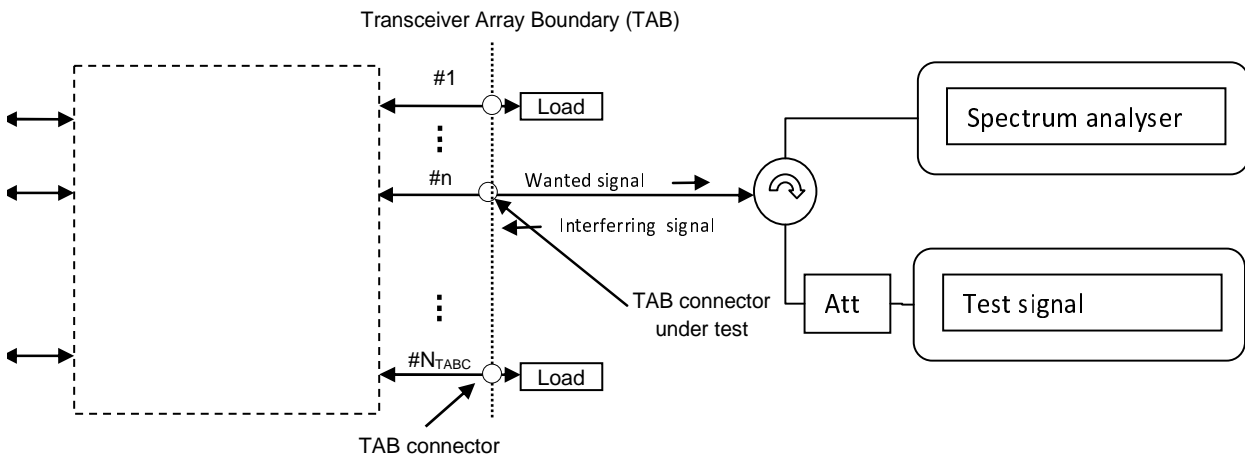 Transceiver Array Boundary (TAB)
#1
Load
Spectrum analyser
#n
Wanted signal
Interferring signal
TAB connector
under test
Att
Test signal
#NTABC
Load
TAB connector